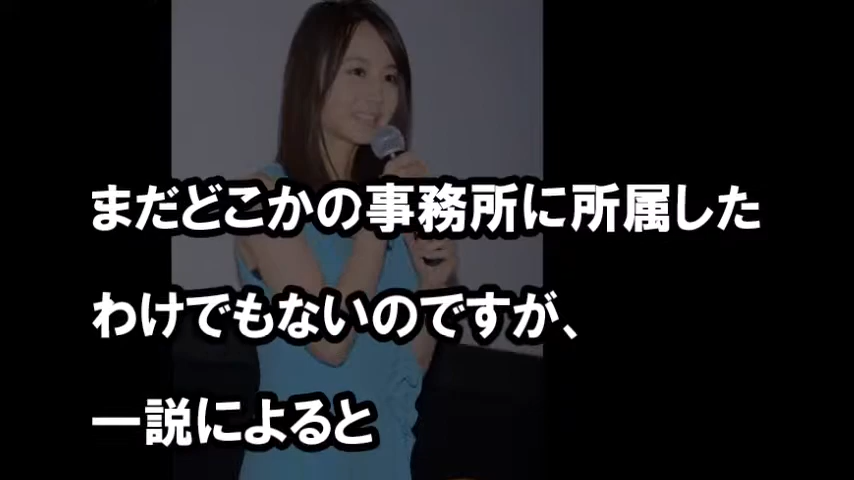 まだどこかの事務所に所属した
わけでもないのですが、
一説によると